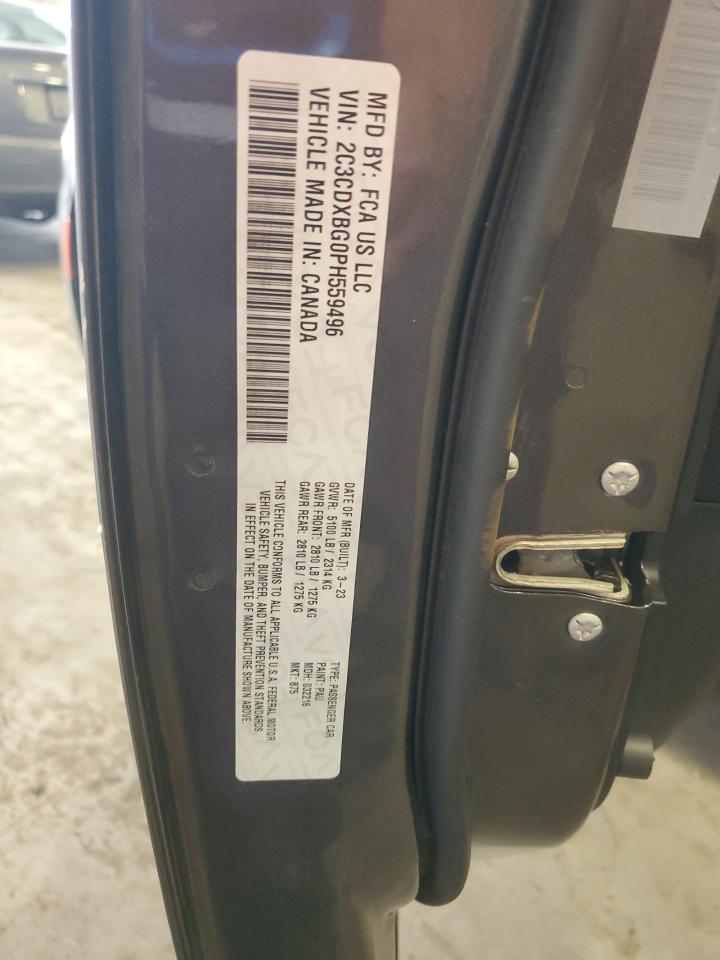 MFD BY: FCA US LLC
VIN: 2C3CDXBG0PH559496
VEHICLE MADE IN: CANADA
DATE OF MFR (BUILT): 3-23
GVWR: 5100 LB / 2314 KG
GAWR FRONT: 2810 LB / 1275 KG
GAWR REAR: 2810 LB / 1275 KG
THIS VEHICLE CONFORMS TO ALL APPLICABLE U.S.A. FEDERAL MOTOR
VEHICLE SAFETY, BUMPER, AND THEFT PREVENTION STANDARDS
IN EFFECT ON THE DATE OF MANUFACTURE SHOWN ABOVE.
TYPE: PASSENGER CAR
PAINT: PAU
MDH: 032216
MKT: 875